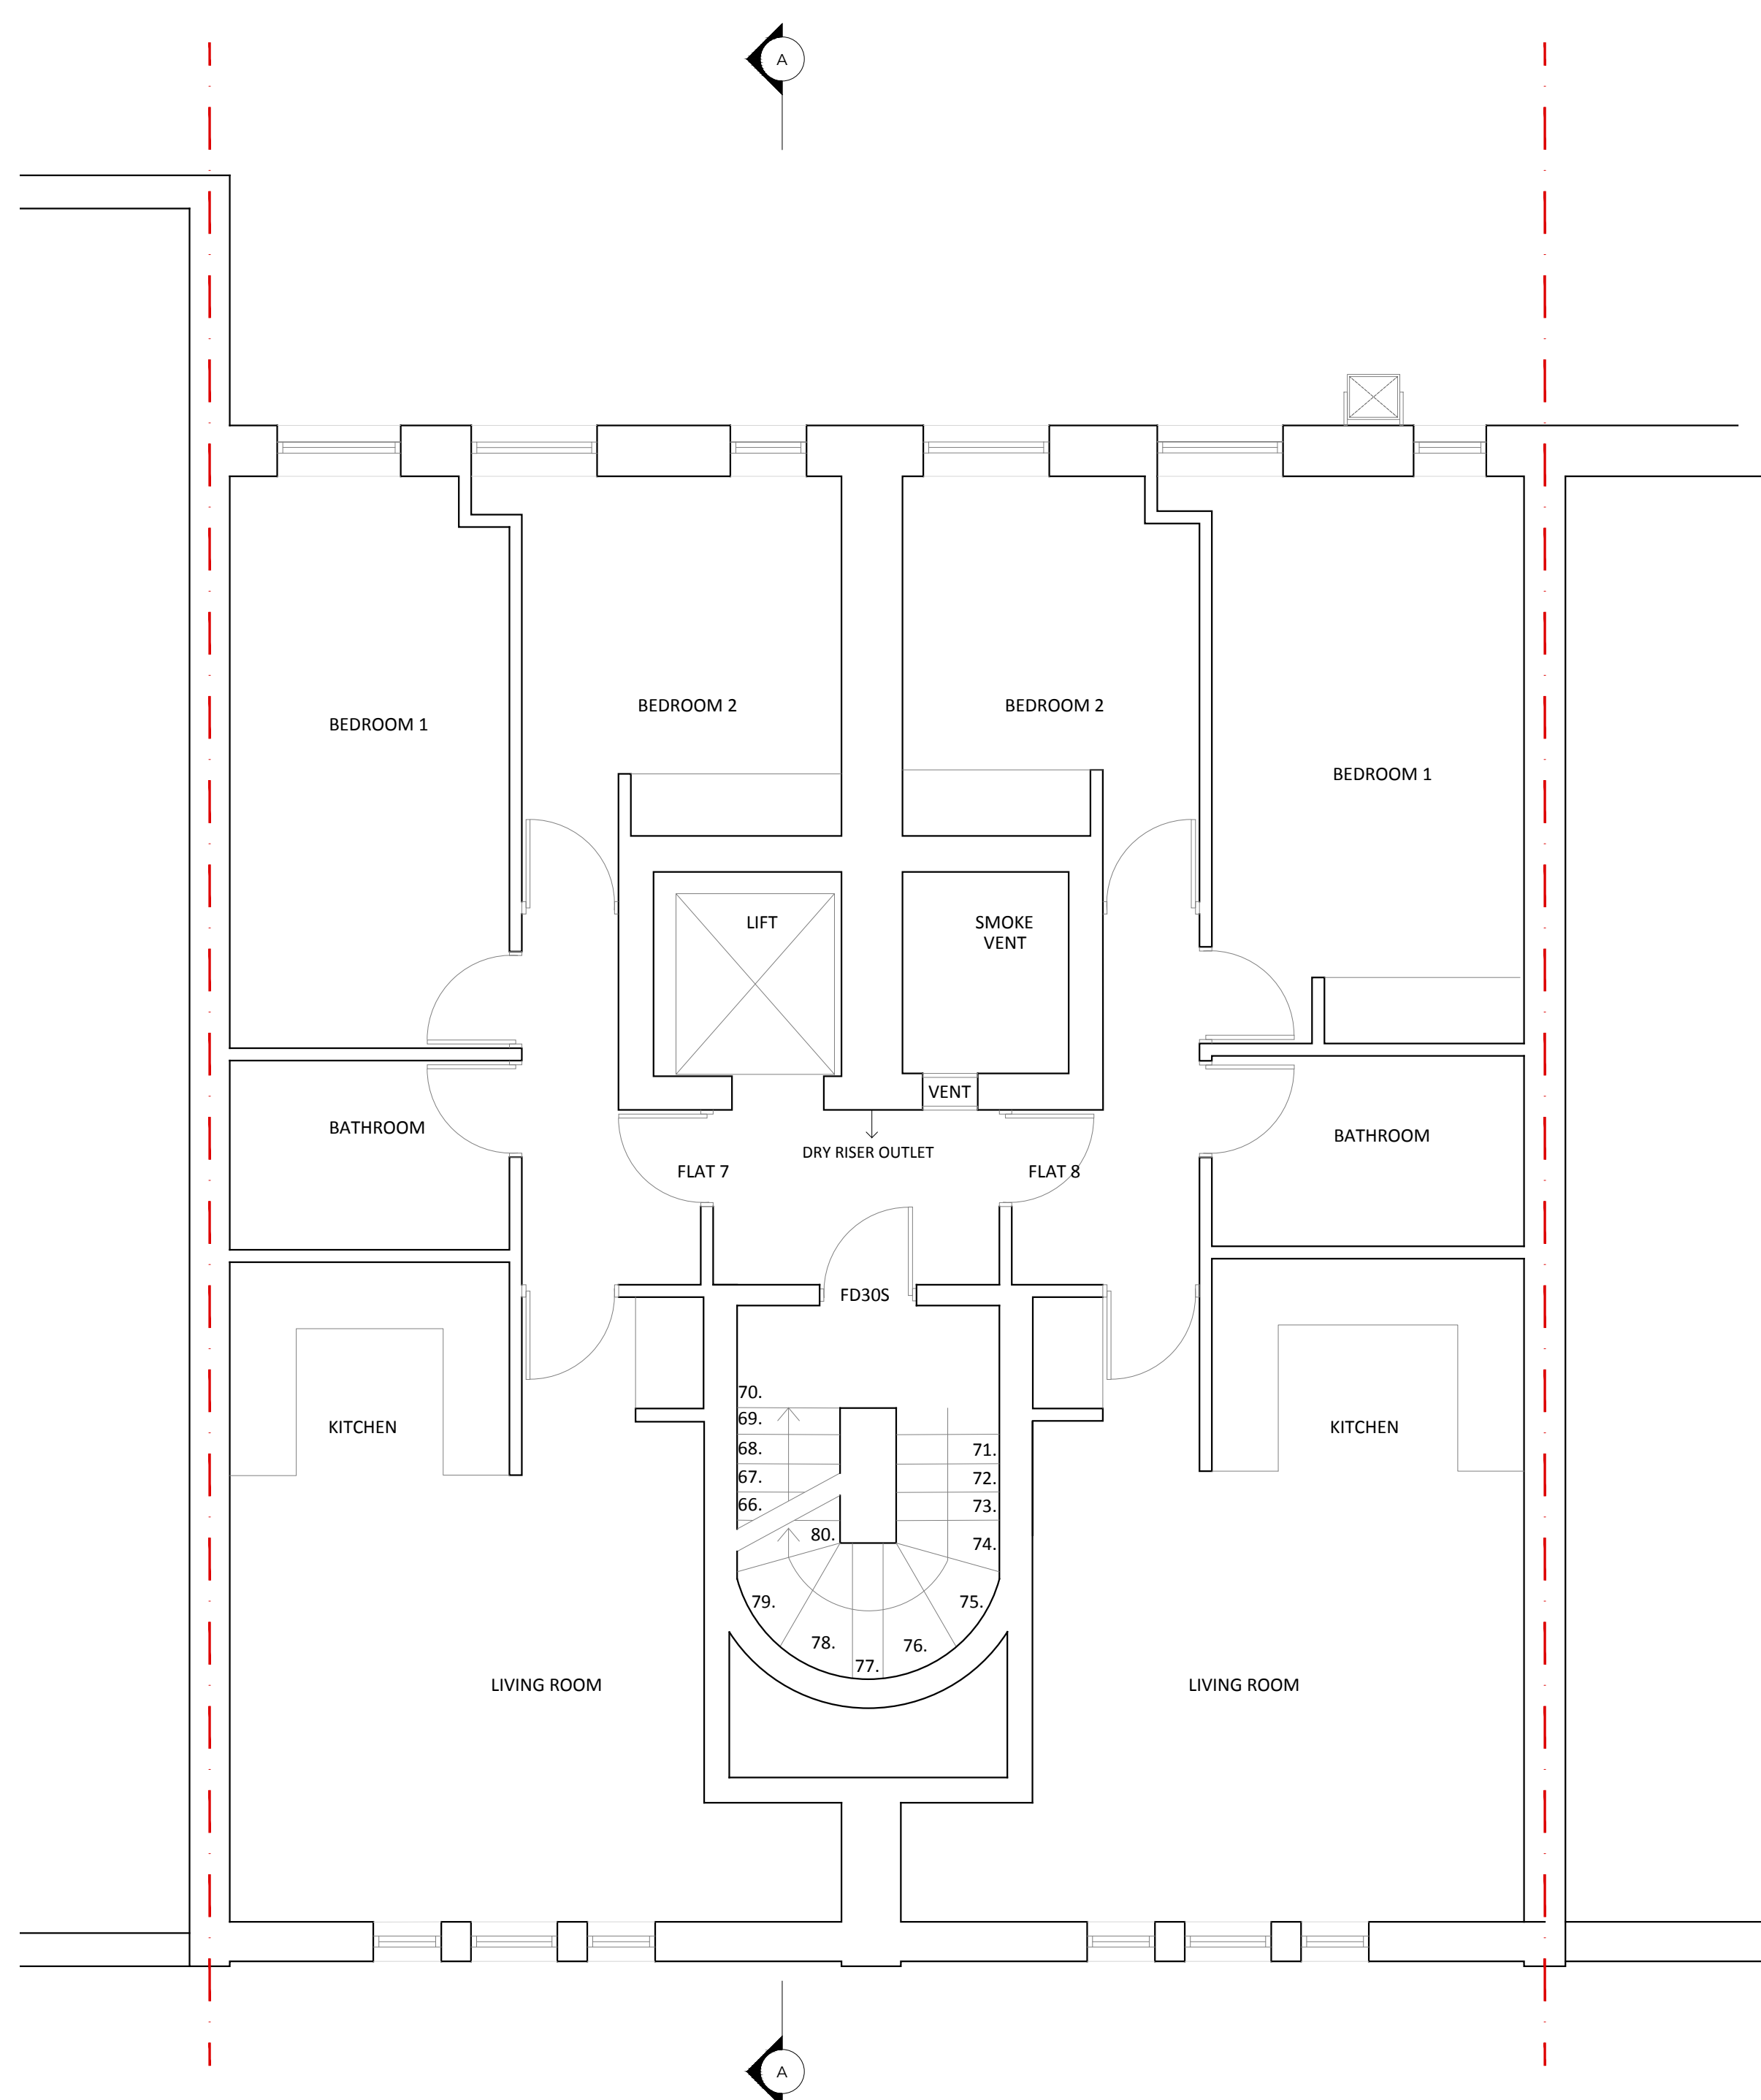 A
BEDROOM 2
BEDROOM 2
BEDROOM 1
BEDROOM 1
LIFT
SMOKE
VENT
VENT
BATHROOM
BATHROOM
DRY RISER OUTLET
FLAT 7
FLAT 8
FD30S
70.
69.
68.
67.
66.
71.
72.
73.
74.
80.
79.
75.
78.
76.
77.
KITCHEN
KITCHEN
LIVING ROOM
LIVING ROOM
A